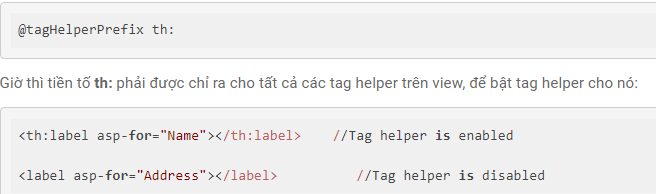 @tagHelperPrefix th:
Giờ thì tiền tố th: phải được chỉ ra cho tất cả các tag helper trên view, để bật tag helper cho nó:
<th:label asp-for="Name"></th:label>    //Tag helper is enabled
<label asp-for="Address"></label>          //Tag helper is disabled